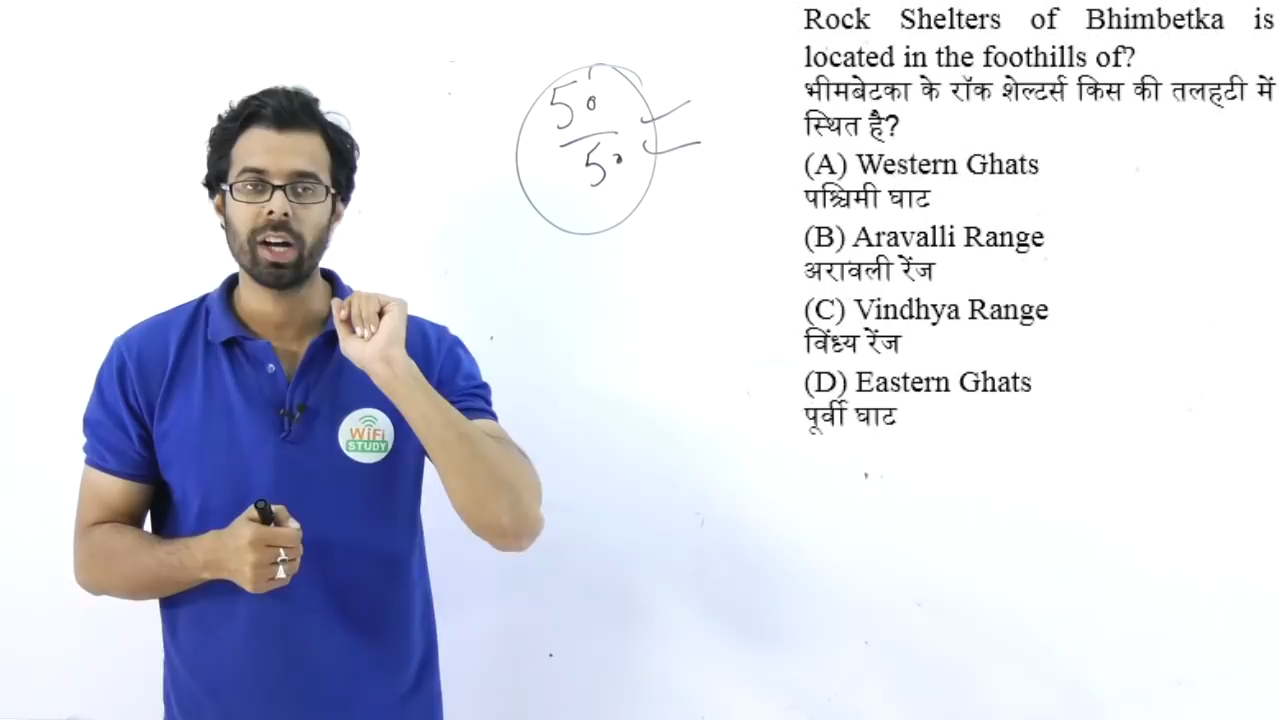 50
50
Rock Shelters of Bhimbetka is
located in the foothills of?
भीमबेटका के रॉक शेल्टर्स किस की तलहटी में
स्थित है?
(A) Western Ghats
पश्चिमी घाट
(B) Aravalli Range
अरावली रेंज
(C) Vindhya Range
विंध्य रेंज
(D) Eastern Ghats
पूर्वी घाट
WiFi
STUDY